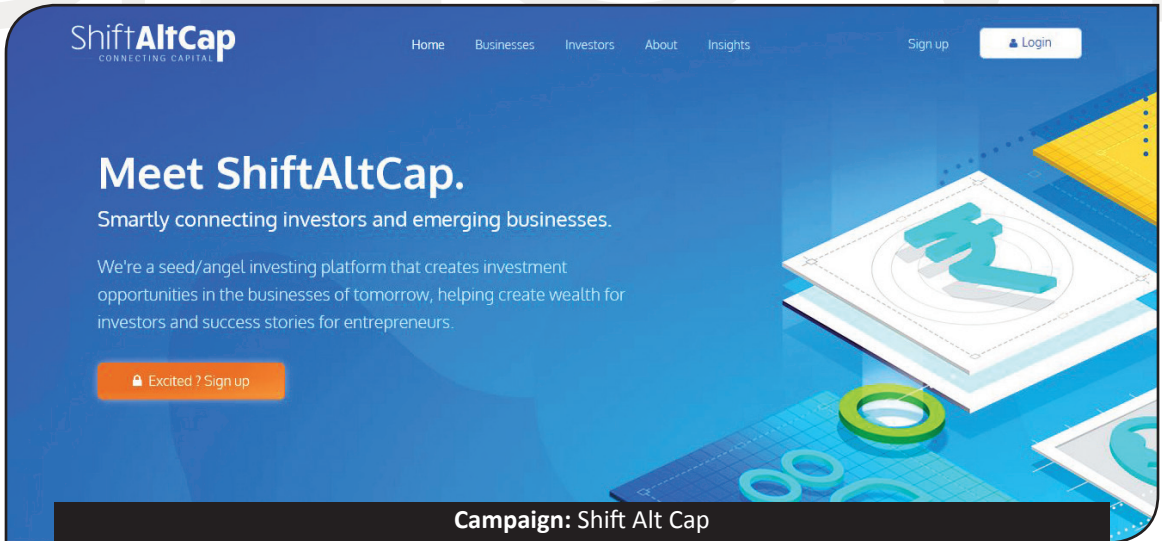 ShiftAltCap
CONNECTING CAPITAL
Home Businesses Investors About Insights Sign up Login
Meet ShiftAltCap.
Smartly connecting investors and emerging businesses.
We're a seed/angel investing platform that creates investment
opportunities in the businesses of tomorrow, helping create wealth for
investors and success stories for entrepreneurs.
Excited ? Sign up
₹
Campaign: Shift Alt Cap